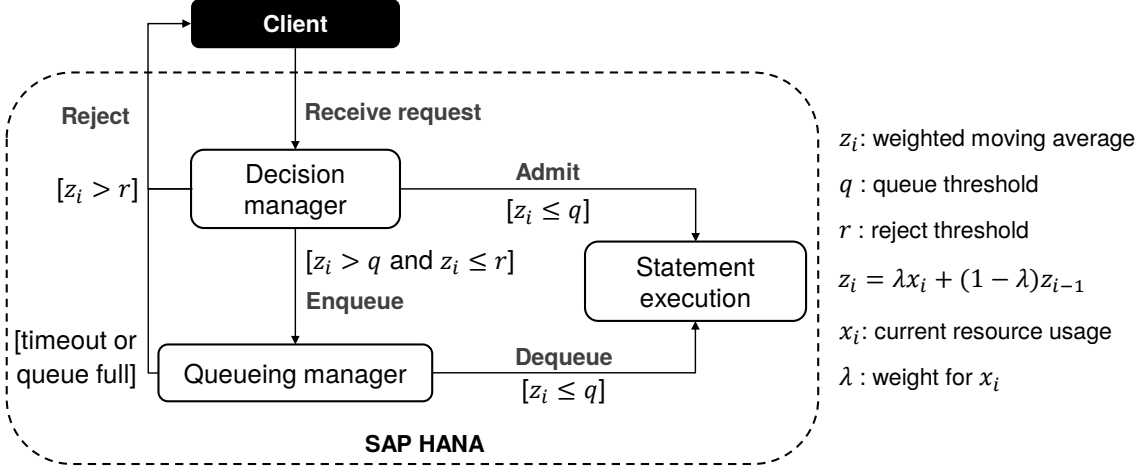 Client
Reject
Receive request
[z_i > r]
Decision
manager
Admit
[z_i ≤ q]
[z_i > q and z_i ≤ r]
Enqueue
Statement
execution
[timeout or
queue full]
Queueing manager
Dequeue
[z_i ≤ q]
SAP HANA
z_i: weighted moving average
q : queue threshold
r : reject threshold
z_i = λx_i + (1 − λ)z_{i−1}
x_i: current resource usage
λ : weight for x_i